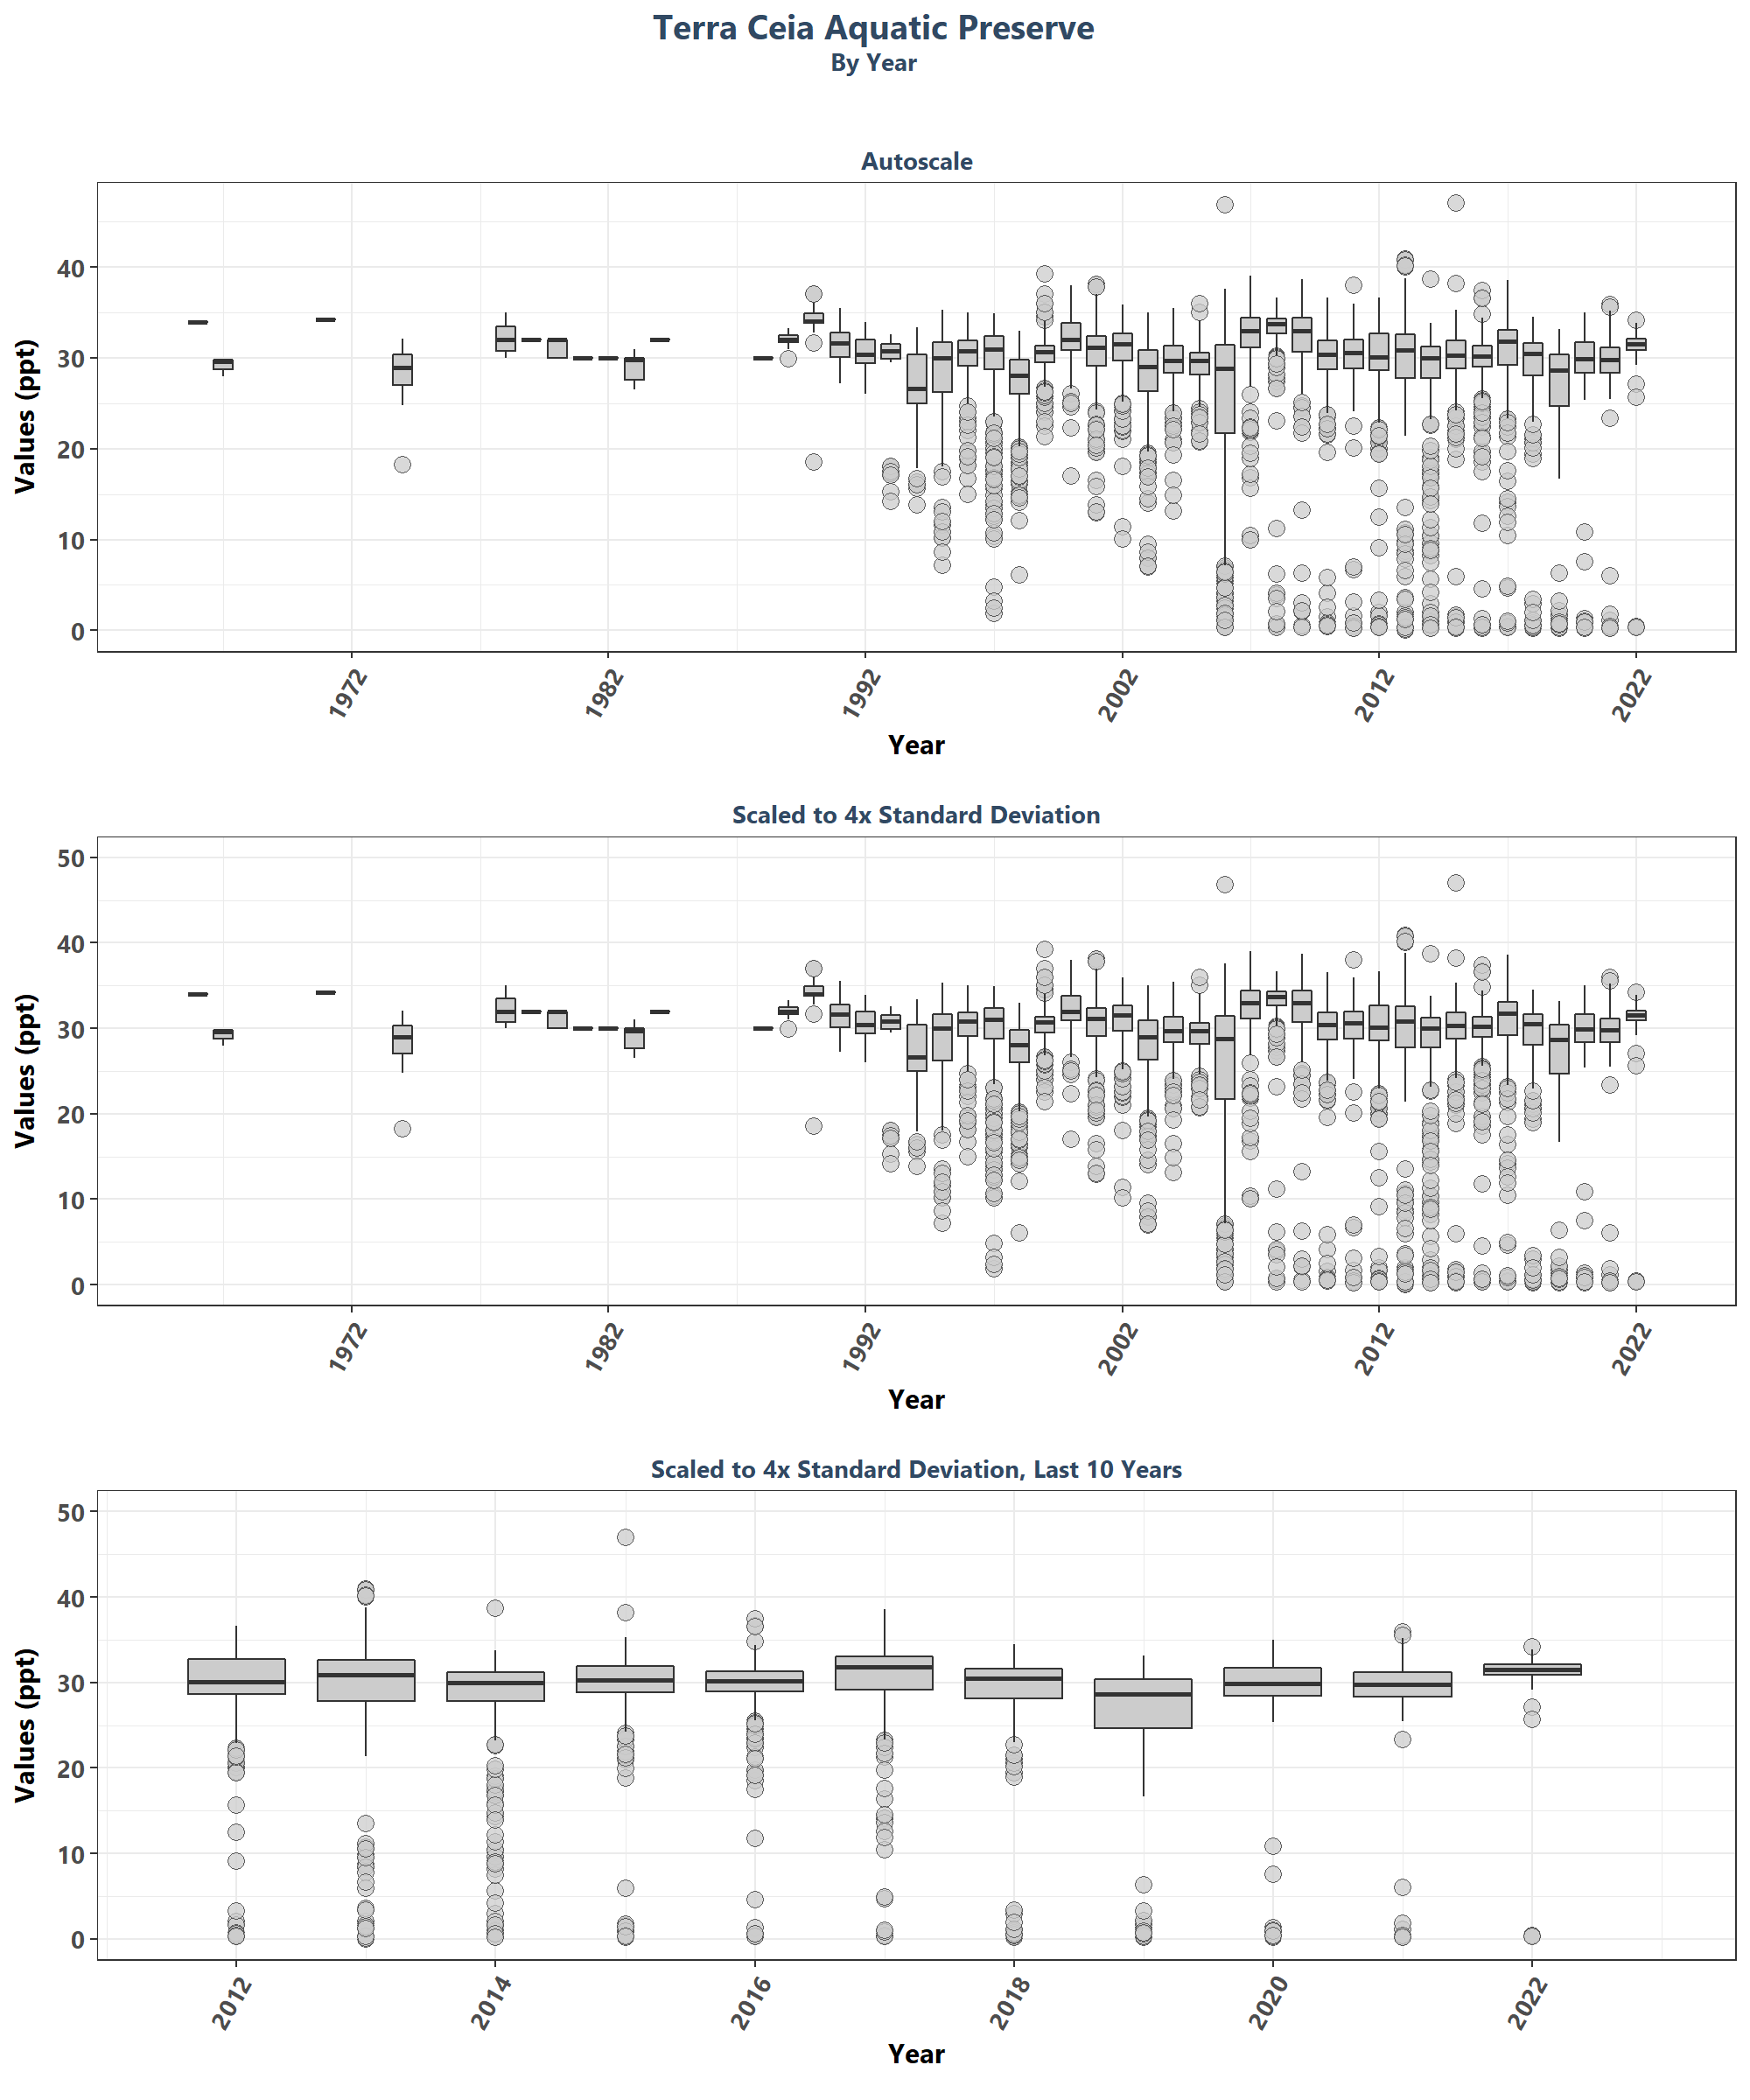 Terra Ceia Aquatic Preserve
By Year
Autoscale
Values (ppt)
40
30
20
10
0
1972 1982 1992 2002 2012 2022
Year
Scaled to 4x Standard Deviation
Values (ppt)
50
40
30
20
10
0
1972 1982 1992 2002 2012 2022
Year
Scaled to 4x Standard Deviation, Last 10 Years
Values (ppt)
50
40
30
20
10
0
2012 2014 2016 2018 2020 2022
Year